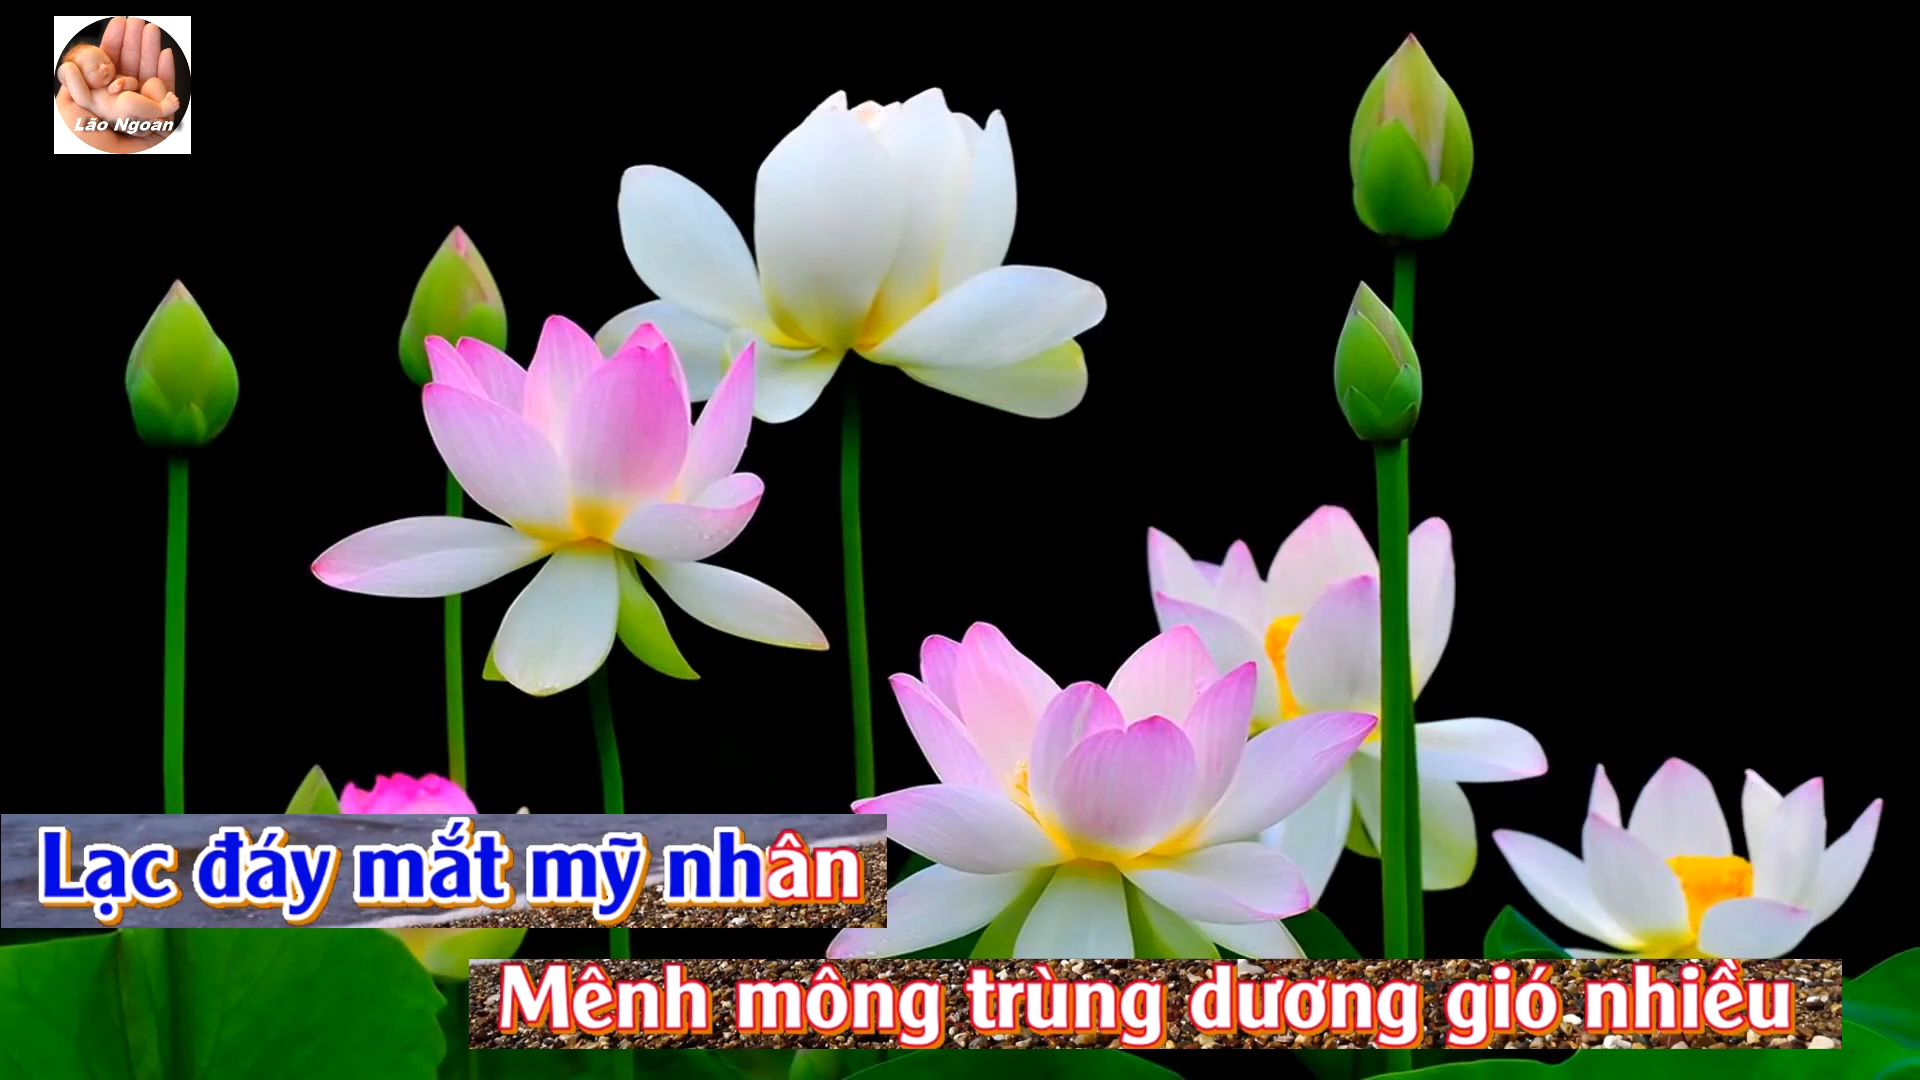 Lão Ngoan
Lạc đáy mắt mỹ nhân
Mênh mông trùng dương gió nhiều